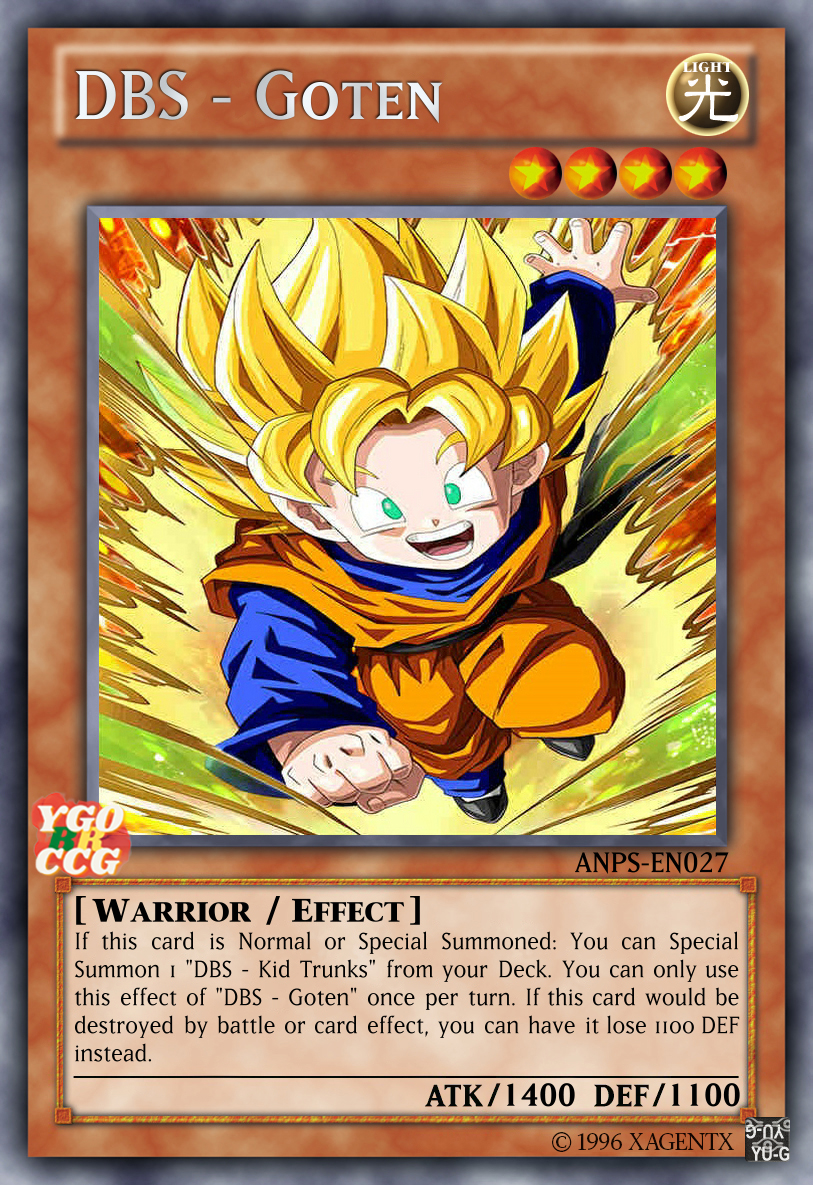 DBS - Goten
LIGHT
光
YGO
BR
CCG
ANPS-EN027
[ Warrior / Effect ]
If this card is Normal or Special Summoned: You can Special
Summon 1 "DBS - Kid Trunks" from your Deck. You can only use
this effect of "DBS - Goten" once per turn. If this card would be
destroyed by battle or card effect, you can have it lose 1100 DEF
instead.
ATK/1400 DEF/1100
© 1996 XAGENTX
YU-G